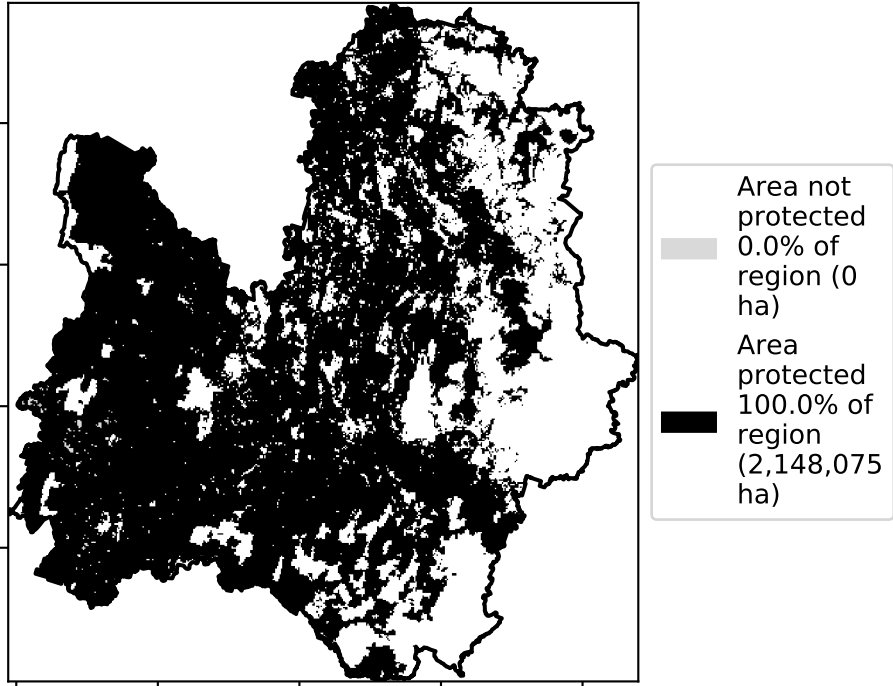 Area not
protected
0.0% of
region (0
ha)
Area
protected
100.0% of
region
(2,148,075
ha)